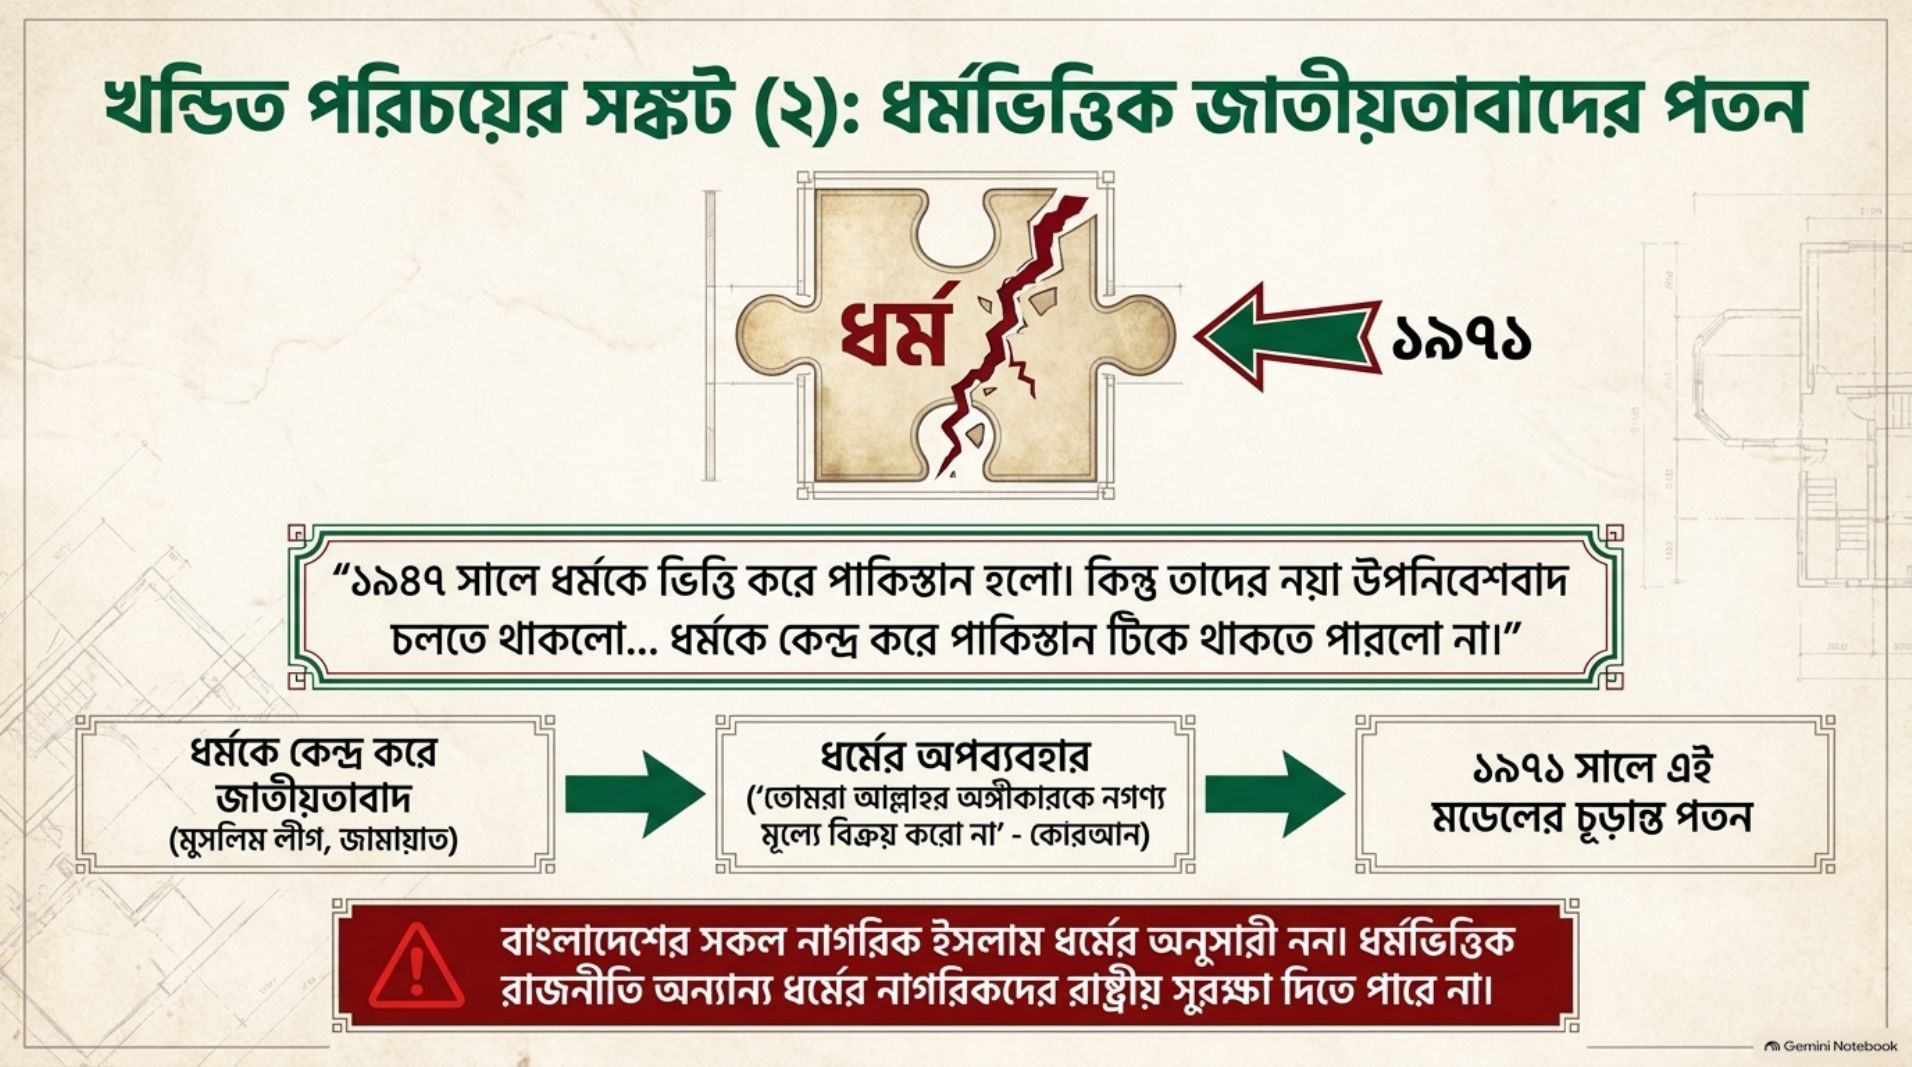 খন্ডিত পরিচয়ের সঙ্কট (২): ধর্মভিত্তিক জাতীয়তাবাদের পতন
ধর্ম
১৯৭১
“১৯৪৭ সালে ধর্মকে ভিত্তি করে পাকিস্তান হলো। কিন্তু তাদের নয়া উপনিবেশবাদ
চলতে থাকলো... ধর্মকে কেন্দ্র করে পাকিস্তান টিকে থাকতে পারলো না।”
ধর্মকে কেন্দ্র করে
জাতীয়তাবাদ
(মুসলিম লীগ, জামায়াত)
ধর্মের অপব্যবহার
(‘তোমরা আল্লাহর অঙ্গীকারকে নগণ্য
মূল্যে বিক্রয় করো না’ - কোরআন)
১৯৭১ সালে এই
মডেলের চূড়ান্ত পতন
বাংলাদেশের সকল নাগরিক ইসলাম ধর্মের অনুসারী নন। ধর্মভিত্তিক
রাজনীতি অন্যান্য ধর্মের নাগরিকদের রাষ্ট্রীয় সুরক্ষা দিতে পারে না।
Gemini Notebook